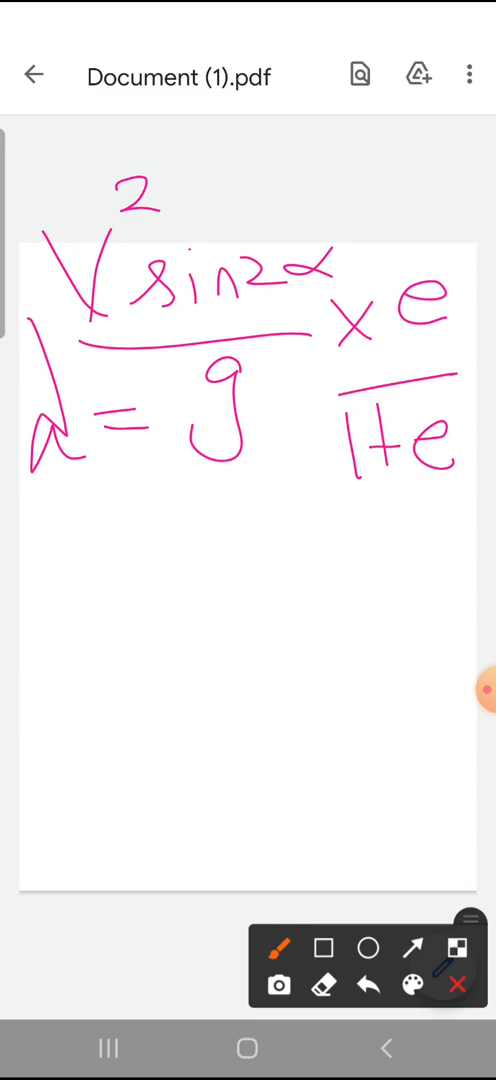 Document (1).pdf
V² sin2α × e
d = g 1+e